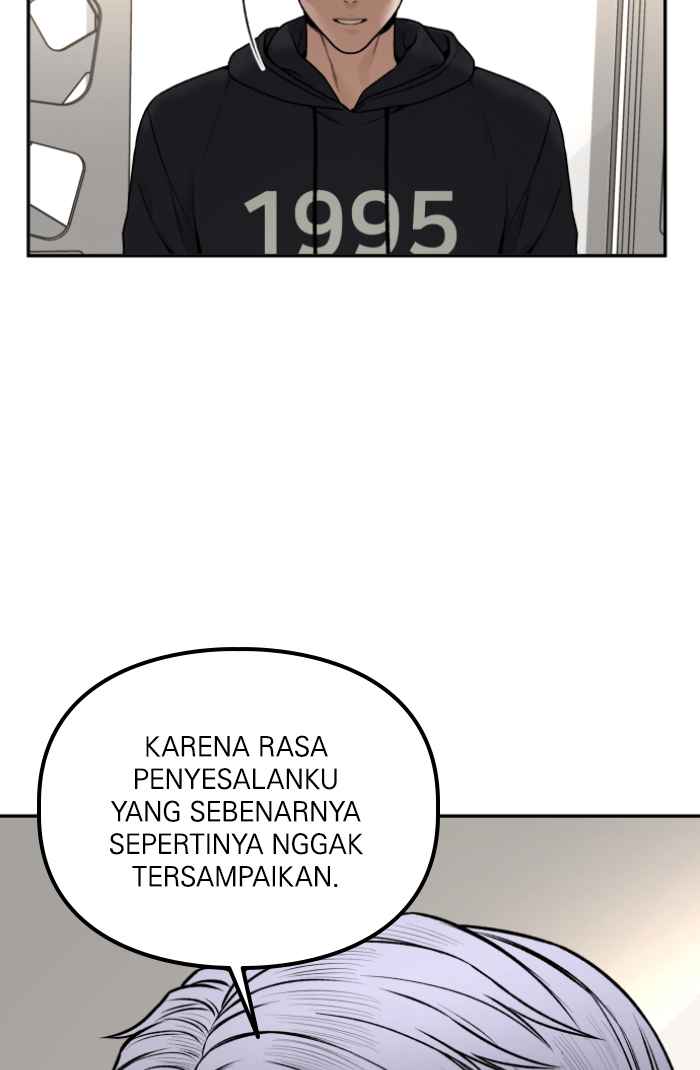 1995
KARENA RASA
PENYESALANKU
YANG SEBENARNYA
SEPERTINYA NGGAK
TERSAMPAIKAN.